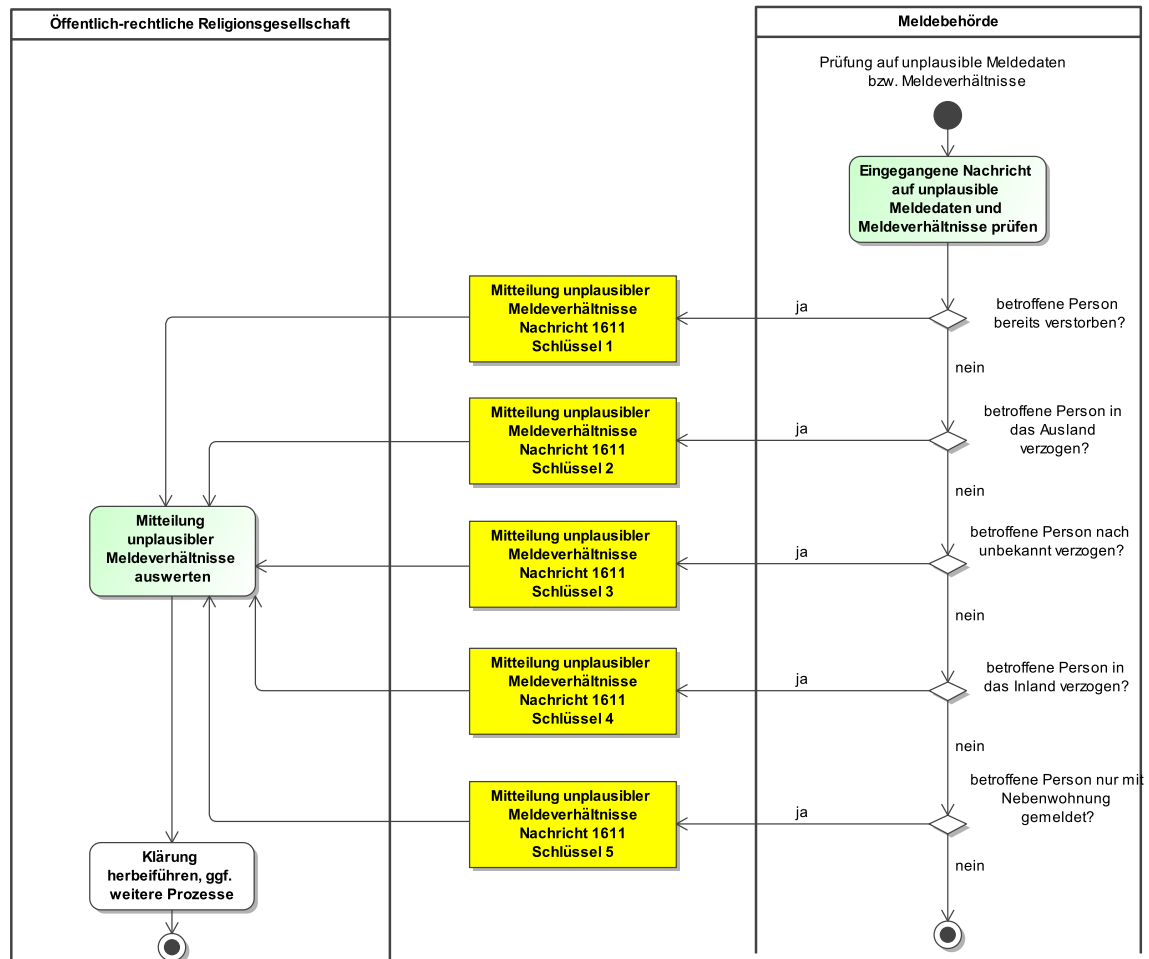 Öffentlich-rechtliche Religionsgesellschaft
Meldebehörde
Prüfung auf unplausible Meldedaten
bzw. Meldeverhältnisse
Eingegangene Nachricht
auf unplausible
Meldedaten und
Meldeverhältnisse prüfen
Mitteilung unplausibler
Meldeverhältnisse
Nachricht 1611
Schlüssel 1
ja
betroffene Person
bereits verstorben?
nein
Mitteilung unplausibler
Meldeverhältnisse
Nachricht 1611
Schlüssel 2
ja
betroffene Person in
das Ausland
verzogen?
nein
Mitteilung
unplausibler
Meldeverhältnisse
auswerten
Mitteilung unplausibler
Meldeverhältnisse
Nachricht 1611
Schlüssel 3
ja
betroffene Person nach
unbekannt verzogen?
nein
Mitteilung unplausibler
Meldeverhältnisse
Nachricht 1611
Schlüssel 4
ja
betroffene Person in
das Inland verzogen?
nein
Mitteilung unplausibler
Meldeverhältnisse
Nachricht 1611
Schlüssel 5
ja
betroffene Person nur mit
Nebenwohnung
gemeldet?
nein
Klärung
herbeiführen, ggf.
weitere Prozesse